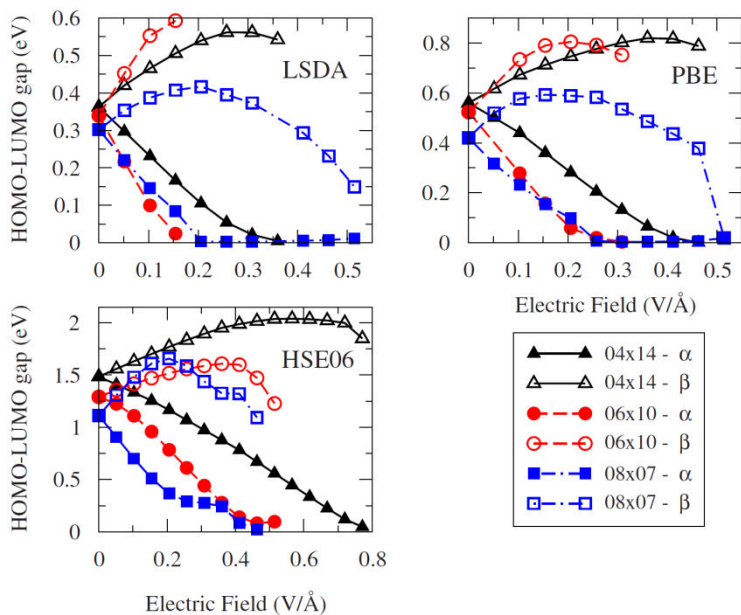 HOMO-LUMO gap (eV)
0.6
0.5
0.4
0.3
0.2
0.1
0
LSDA
0 0.1 0.2 0.3 0.4 0.5
0.8
0.6
0.4
0.2
0
PBE
0 0.1 0.2 0.3 0.4 0.5
Electric Field (V/Å)
HOMO-LUMO gap (eV)
2
1.5
1
0.5
0
HSE06
0 0.2 0.4 0.6 0.8
Electric Field (V/Å)
04x14 - α
04x14 - β
06x10 - α
06x10 - β
08x07 - α
08x07 - β